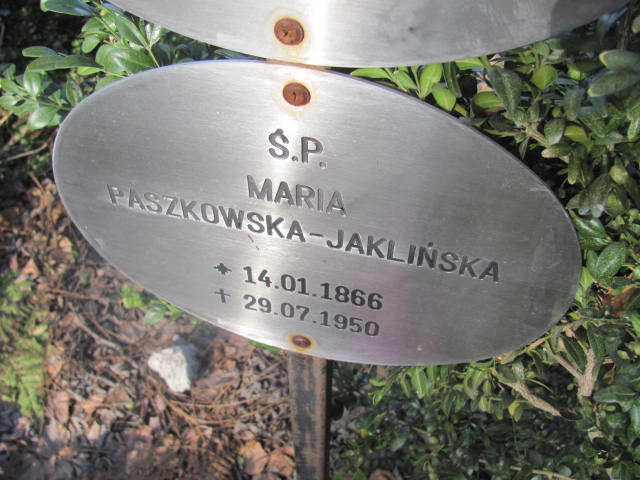 Ś.P.
MARIA
PASZKOWSKA-JAKLIŃSKA
* 14.01.1866
+ 29.07.1950